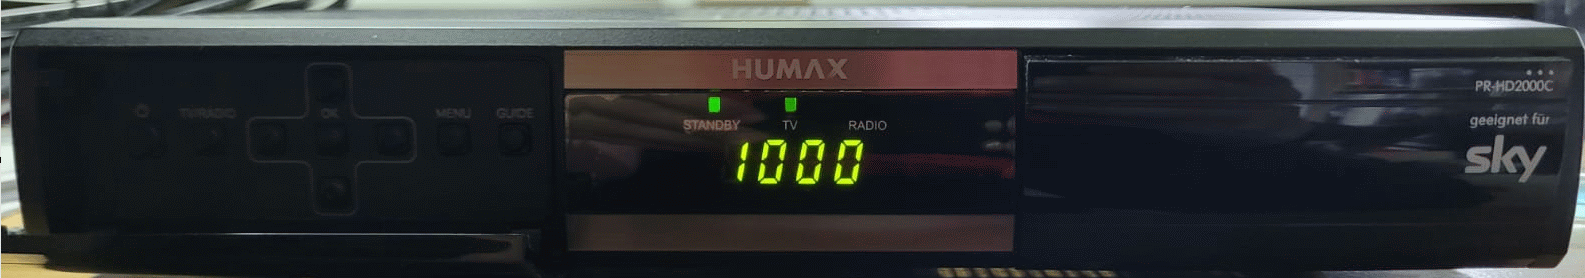 HUMAX
PR-HD2000C
STANDBY TV RADIO
TV/RADIO OK MENU GUIDE
geeignet für
1000
sky